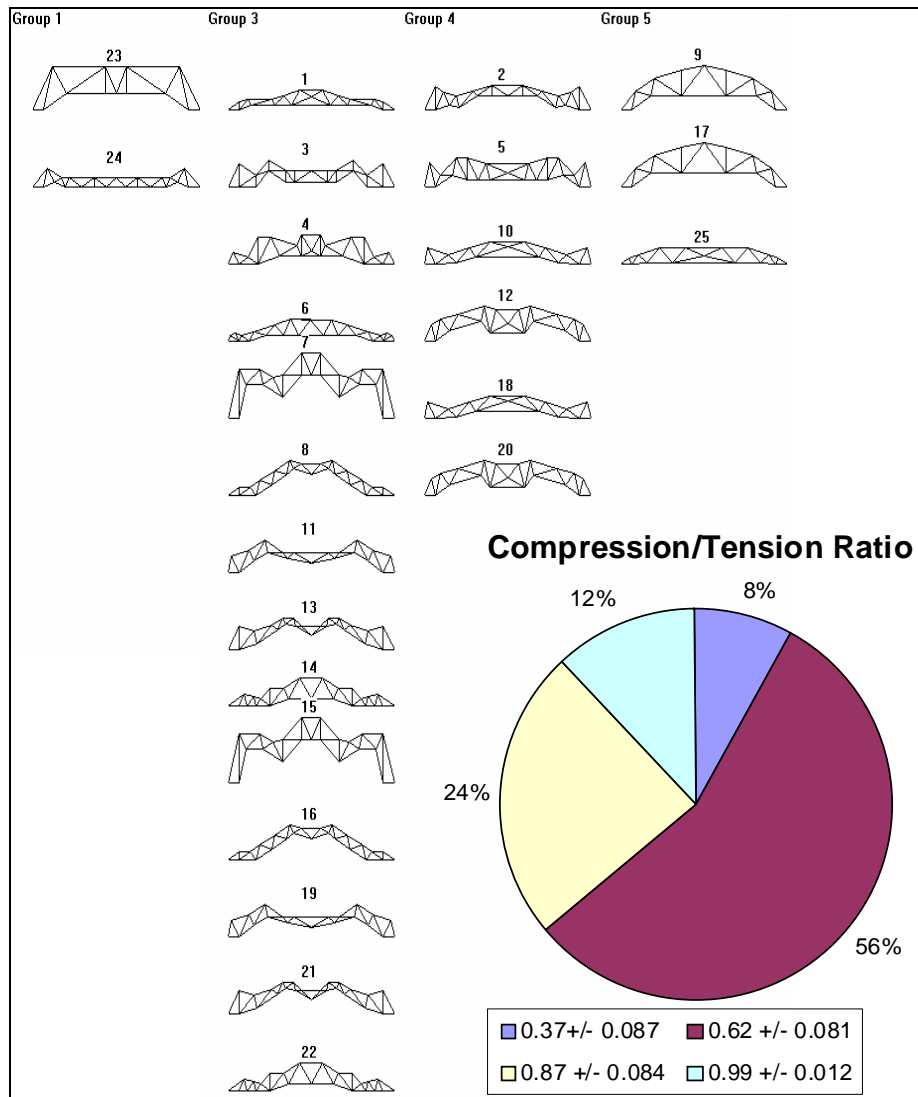 Group 1 Group 3 Group 4 Group 5
23 1 2 9
24 3 5 17
4 10 25
6 12
7
8 18
20
11
13
14
15
16
19
21
22
Compression/Tension Ratio
12% 8%
24%
56%
0.37+/- 0.087 0.62 +/- 0.081
0.87 +/- 0.084 0.99 +/- 0.012